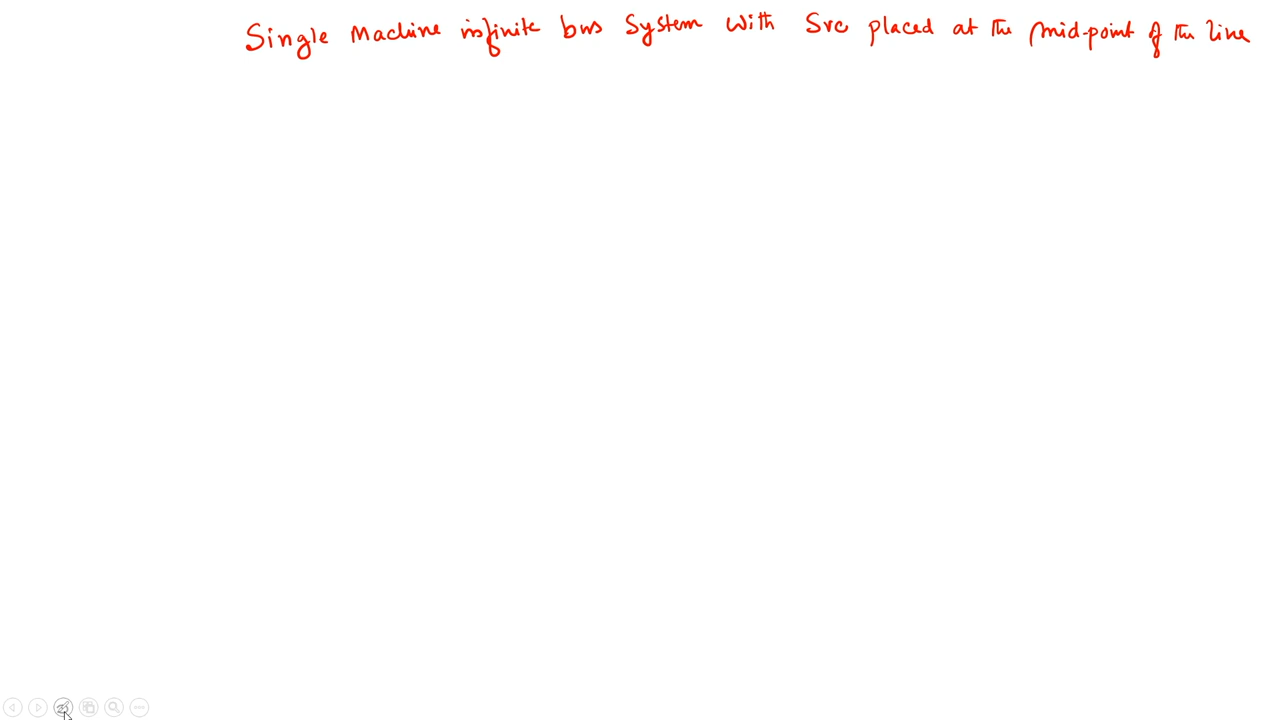 Single Machine infinite bus System with Svc placed at the mid-point of the line